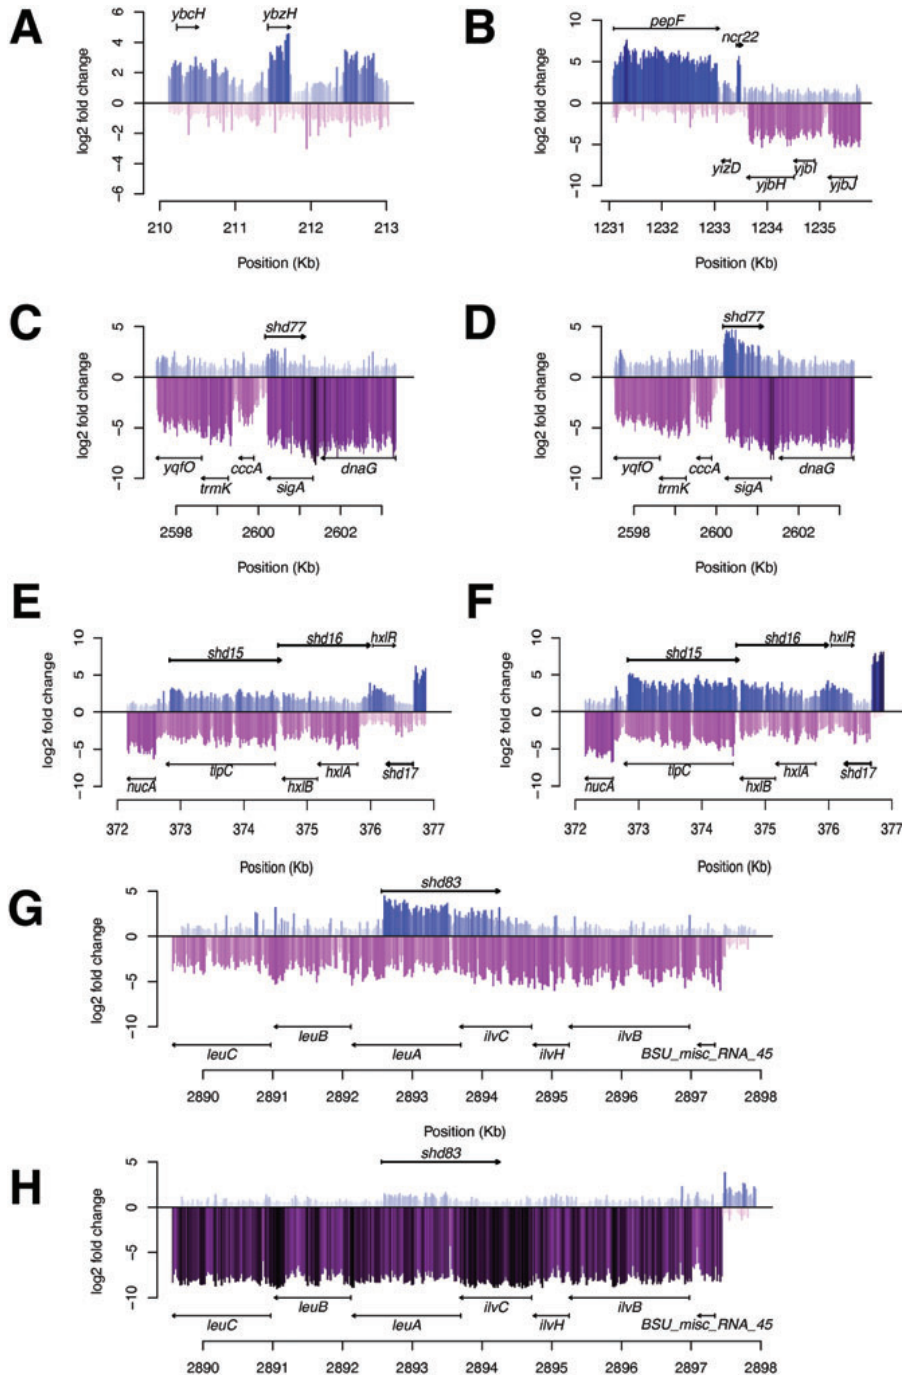 A
log2 fold change
6
4
2
0
−2
−4
−6
ybcH
ybzH
210
211
212
213
Position (Kb)
B
log2 fold change
10
5
0
−5
−10
pepF
ncr22
yizD
yjbH
yjbI
yjbJ
1231
1232
1233
1234
1235
Position (Kb)
C
log2 fold change
5
0
−5
−10
shd77
yqfO
trmK
cccA
sigA
dnaG
2598
2600
2602
Position (Kb)
D
log2 fold change
5
0
−5
−10
shd77
yqfO
trmK
cccA
sigA
dnaG
2598
2600
2602
Position (Kb)
E
log2 fold change
10
5
0
−5
−10
shd15
shd16
hxlR
nucA
tlpC
hxlB
hxlA
shd17
372
373
374
375
376
377
Position (Kb)
F
log2 fold change
10
5
0
−5
−10
shd15
shd16
hxlR
nucA
tlpC
hxlB
hxlA
shd17
372
373
374
375
376
377
Position (Kb)
G
log2 fold change
5
0
−5
−10
shd83
leuC
leuB
leuA
ilvC
ilvH
ilvB
BSU_misc_RNA_45
2890
2891
2892
2893
2894
2895
2896
2897
2898
Position (Kb)
H
log2 fold change
5
0
−5
−10
shd83
leuC
leuB
leuA
ilvC
ilvH
ilvB
BSU_misc_RNA_45
2890
2891
2892
2893
2894
2895
2896
2897
2898